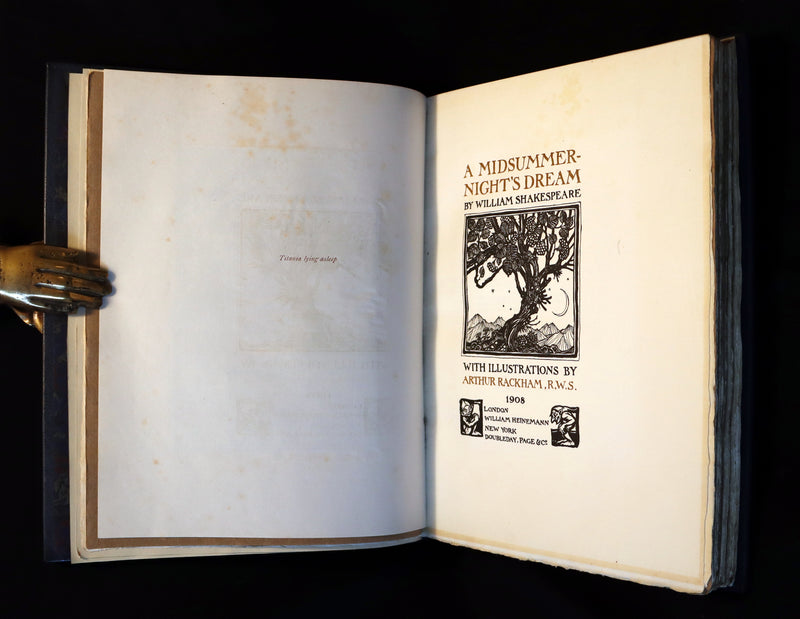 Titania lying asleep
A MIDSUMMER-
NIGHT'S DREAM
BY WILLIAM SHAKESPEARE
WITH ILLUSTRATIONS BY
ARTHUR RACKHAM, R.W.S.
1908
LONDON
WILLIAM HEINEMANN
NEW YORK
DOUBLEDAY, PAGE & Co